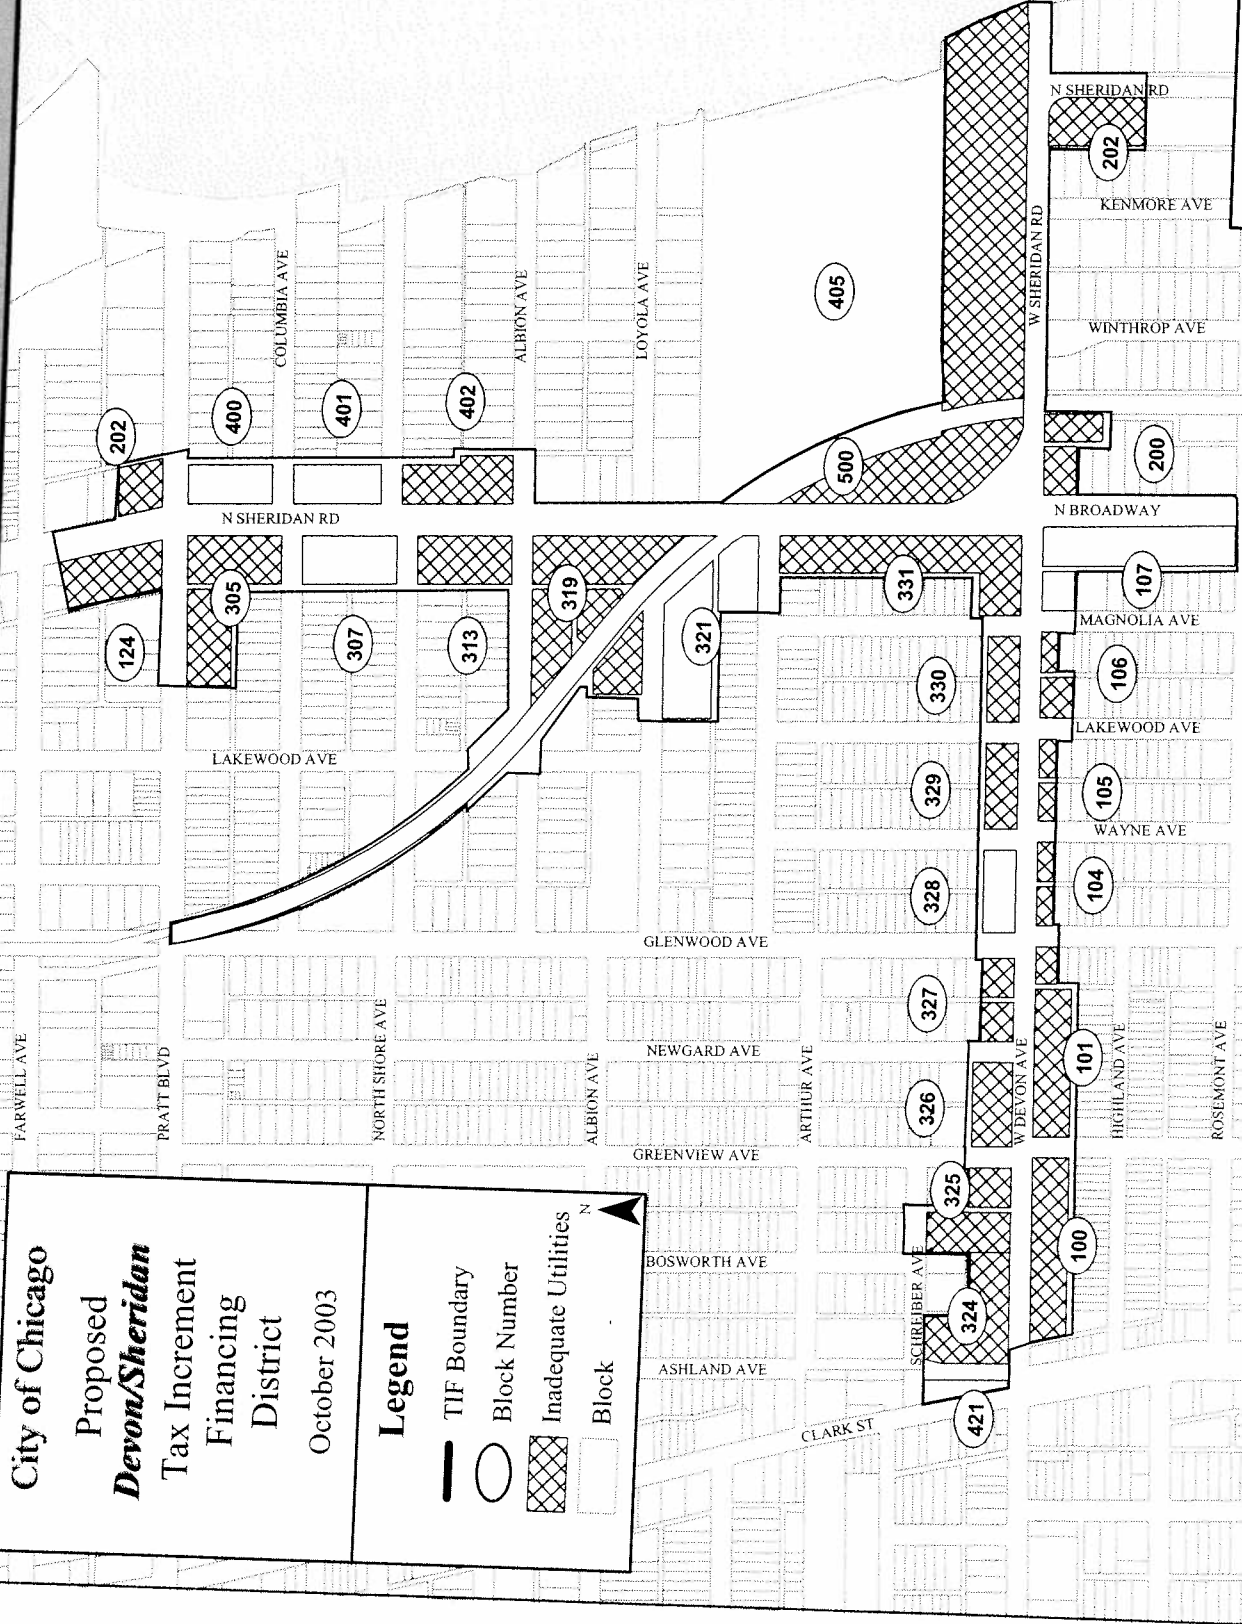 City of Chicago
Proposed
Devon/Sheridan
Tax Increment
Financing
District
October 2003
Legend
TIF Boundary
Block Number
Inadequate Utilities
Block
N
FARWELL AVE
PRATT BLVD
NORTH SHORE AVE
ALBION AVE
ARTHUR AVE
SCHREIBER AVE
W DEVON AVE
HIGHLAND AVE
ROSEMONT AVE
CLARK ST
ASHLAND AVE
BOSWORTH AVE
GREENVIEW AVE
NEWGARD AVE
GLENWOOD AVE
LAKEWOOD AVE
N SHERIDAN RD
COLUMBIA AVE
ALBION AVE
LOYOLA AVE
W SHERIDAN RD
N SHERIDAN RD
KENMORE AVE
WINTHROP AVE
N BROADWAY
MAGNOLIA AVE
LAKEWOOD AVE
WAYNE AVE
202
400
401
402
405
202
124
305
307
313
319
321
500
200
331
107
330
106
329
105
328
104
327
101
326
325
100
324
421